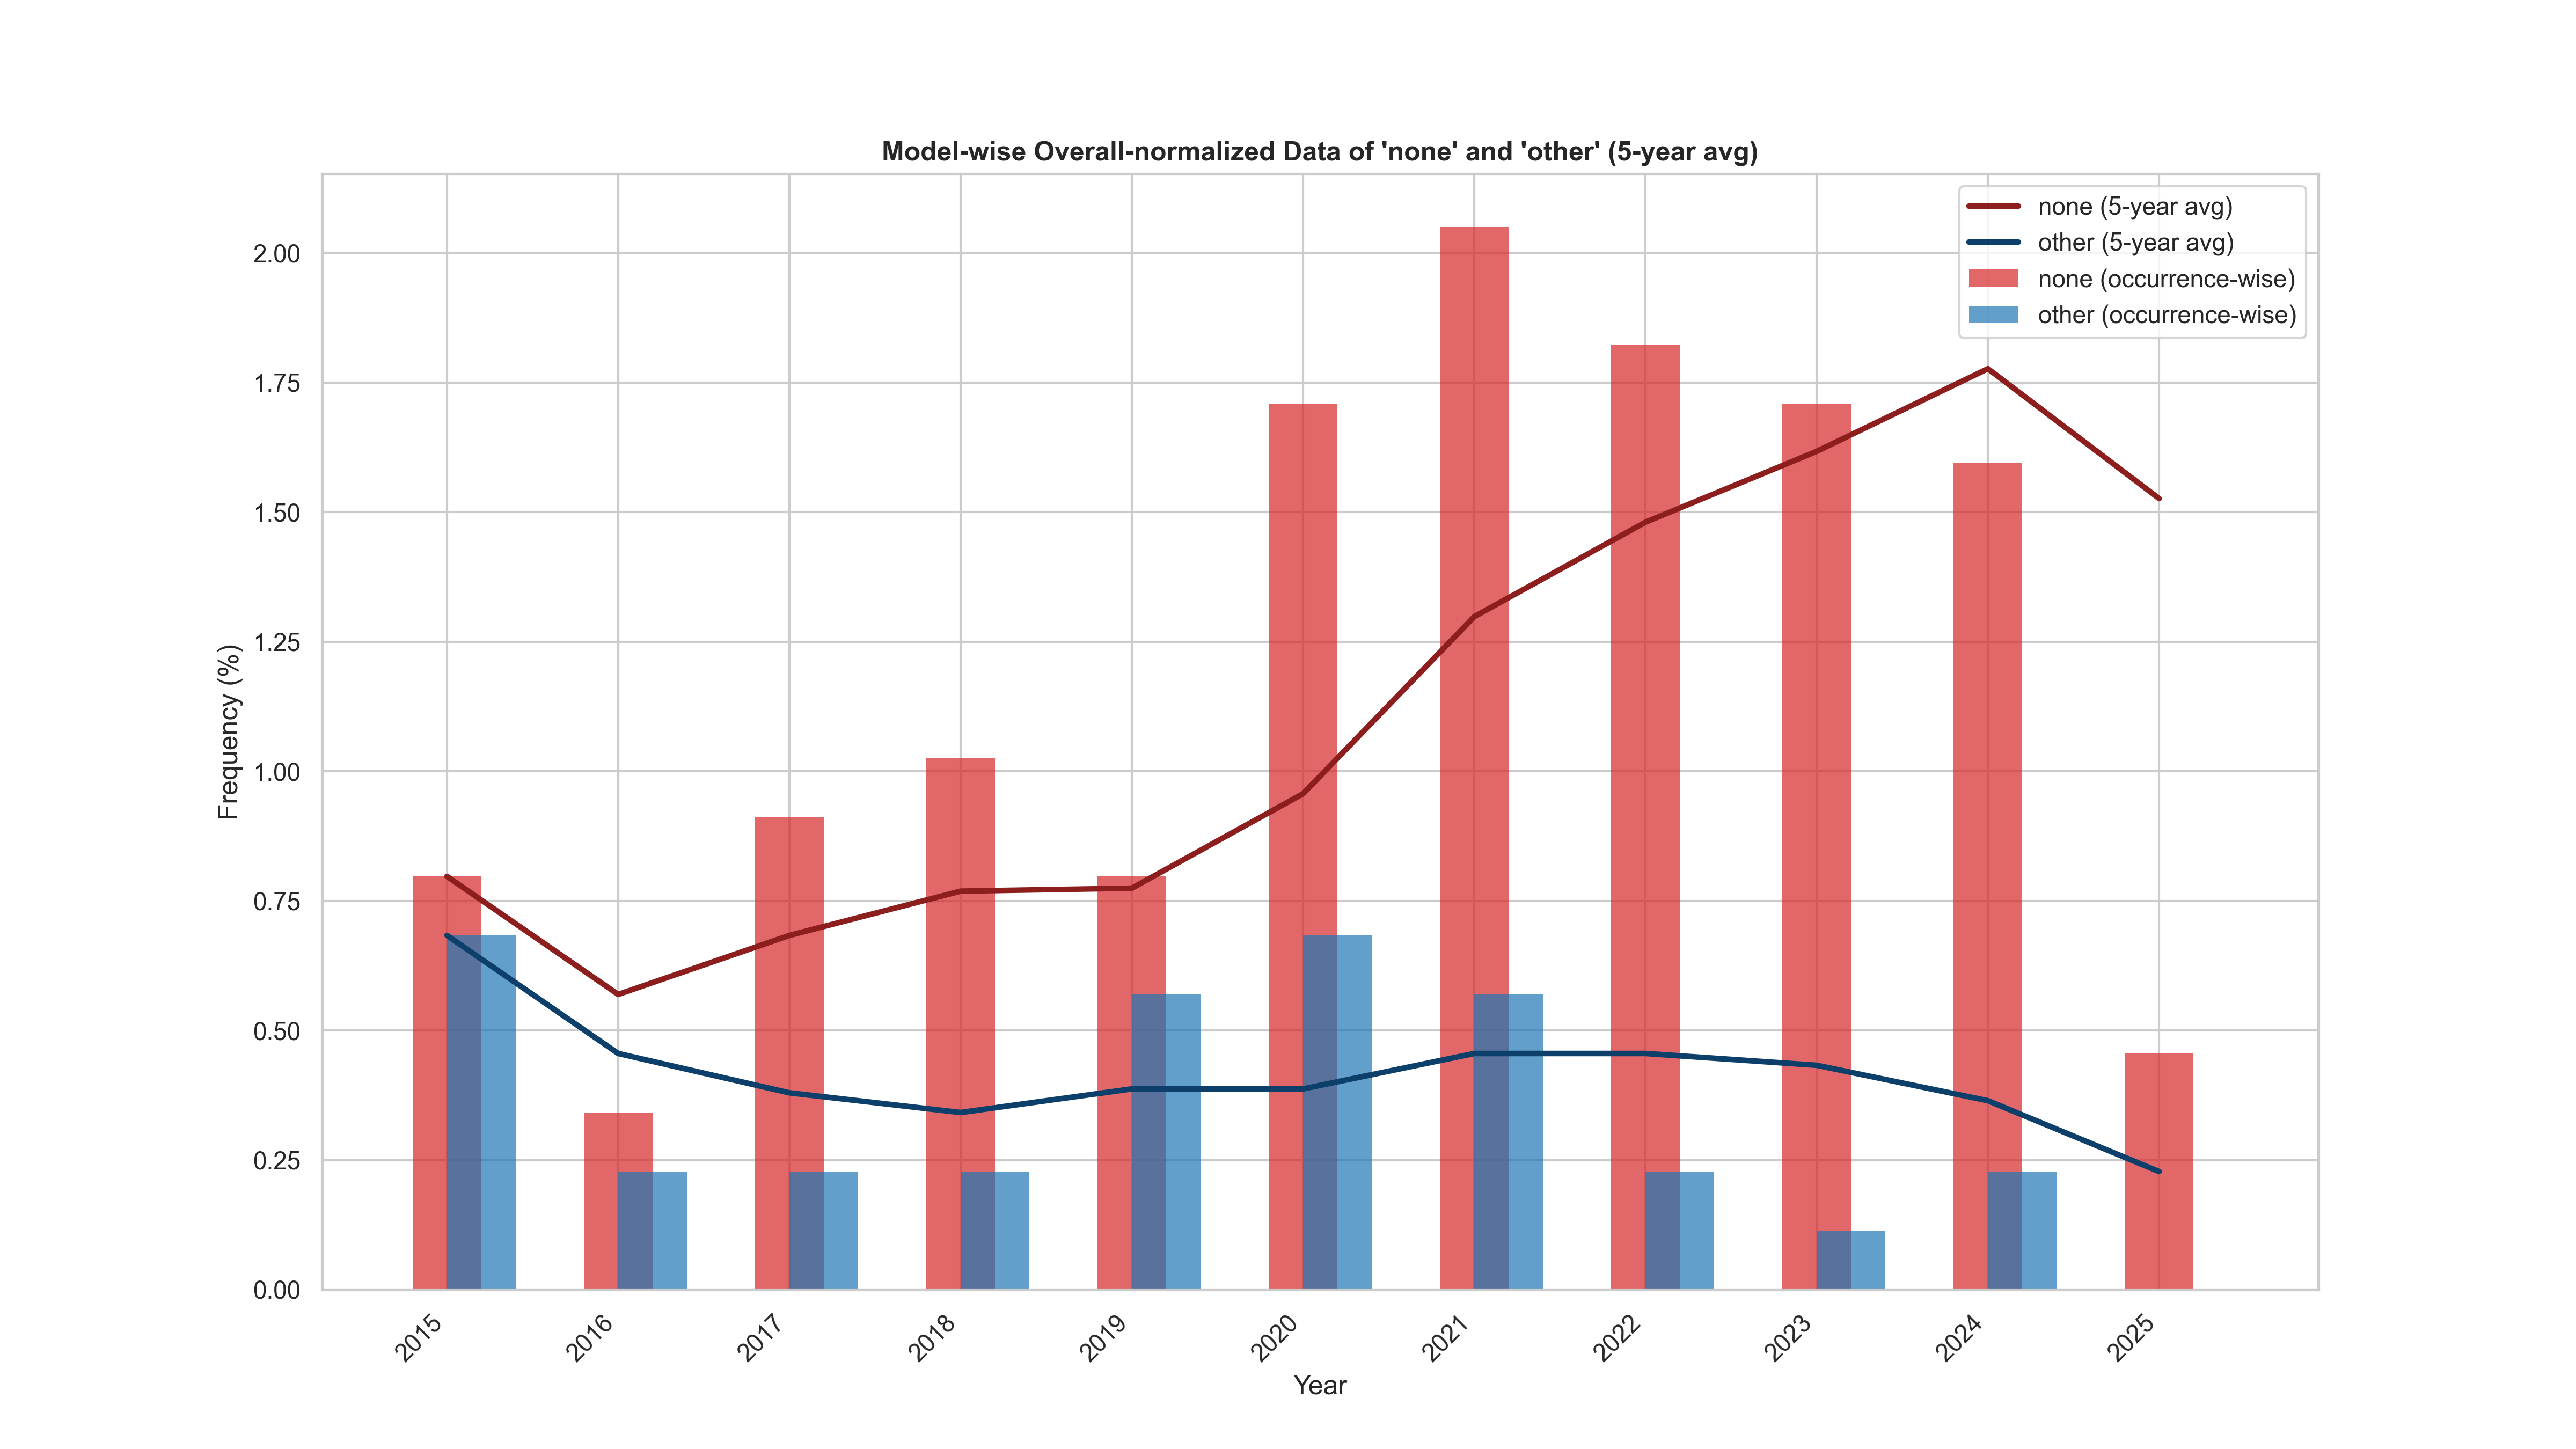 Model-wise Overall-normalized Data of 'none' and 'other' (5-year avg)
none (5-year avg)
other (5-year avg)
none (occurrence-wise)
other (occurrence-wise)
Frequency (%)
2.00
1.75
1.50
1.25
1.00
0.75
0.50
0.25
0.00
2015
2016
2017
2018
2019
2020
2021
2022
2023
2024
2025
Year